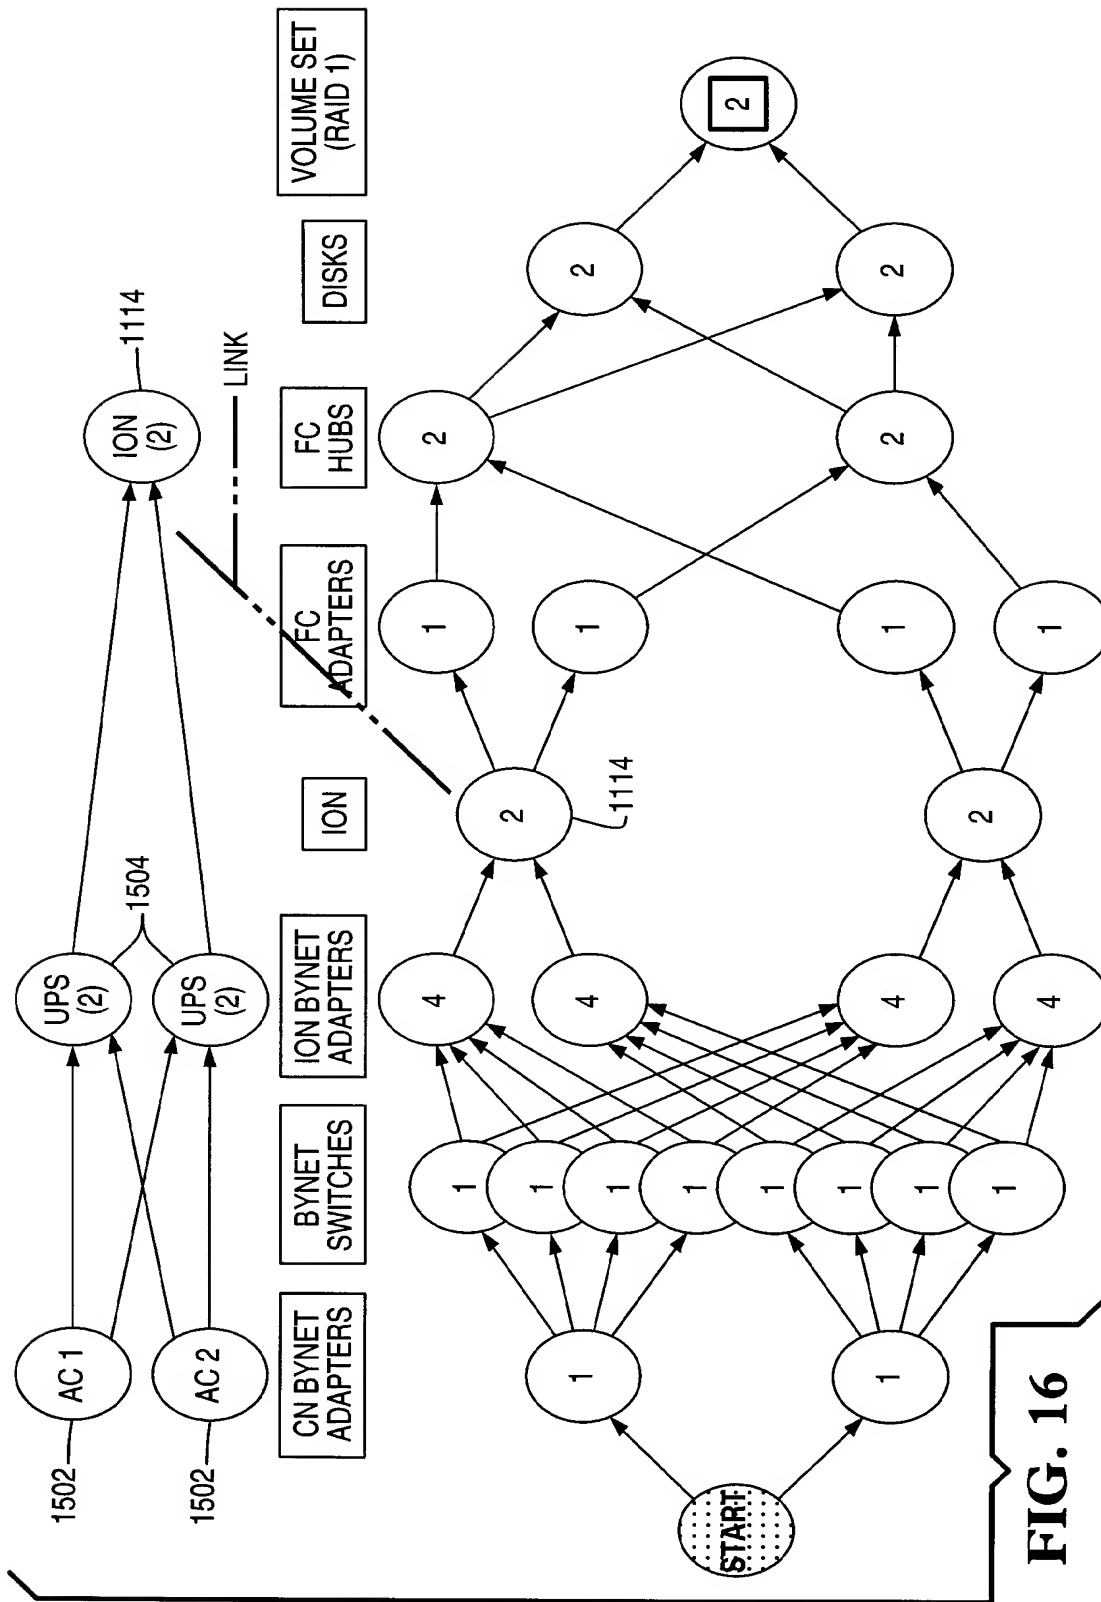 AC 1
AC 2
1502
1502
UPS
(2)
UPS
(2)
1504
ION
(2)
1114
LINK
CN BYNET
ADAPTERS
BYNET
SWITCHES
ION BYNET
ADAPTERS
ION
FC
ADAPTERS
FC
HUBS
DISKS
VOLUME SET
(RAID 1)
START
1
1
1
1
1
1
1
1
1
1
4
4
4
4
2
2
1114
1
1
1
1
2
2
2
2
2
FIG. 16